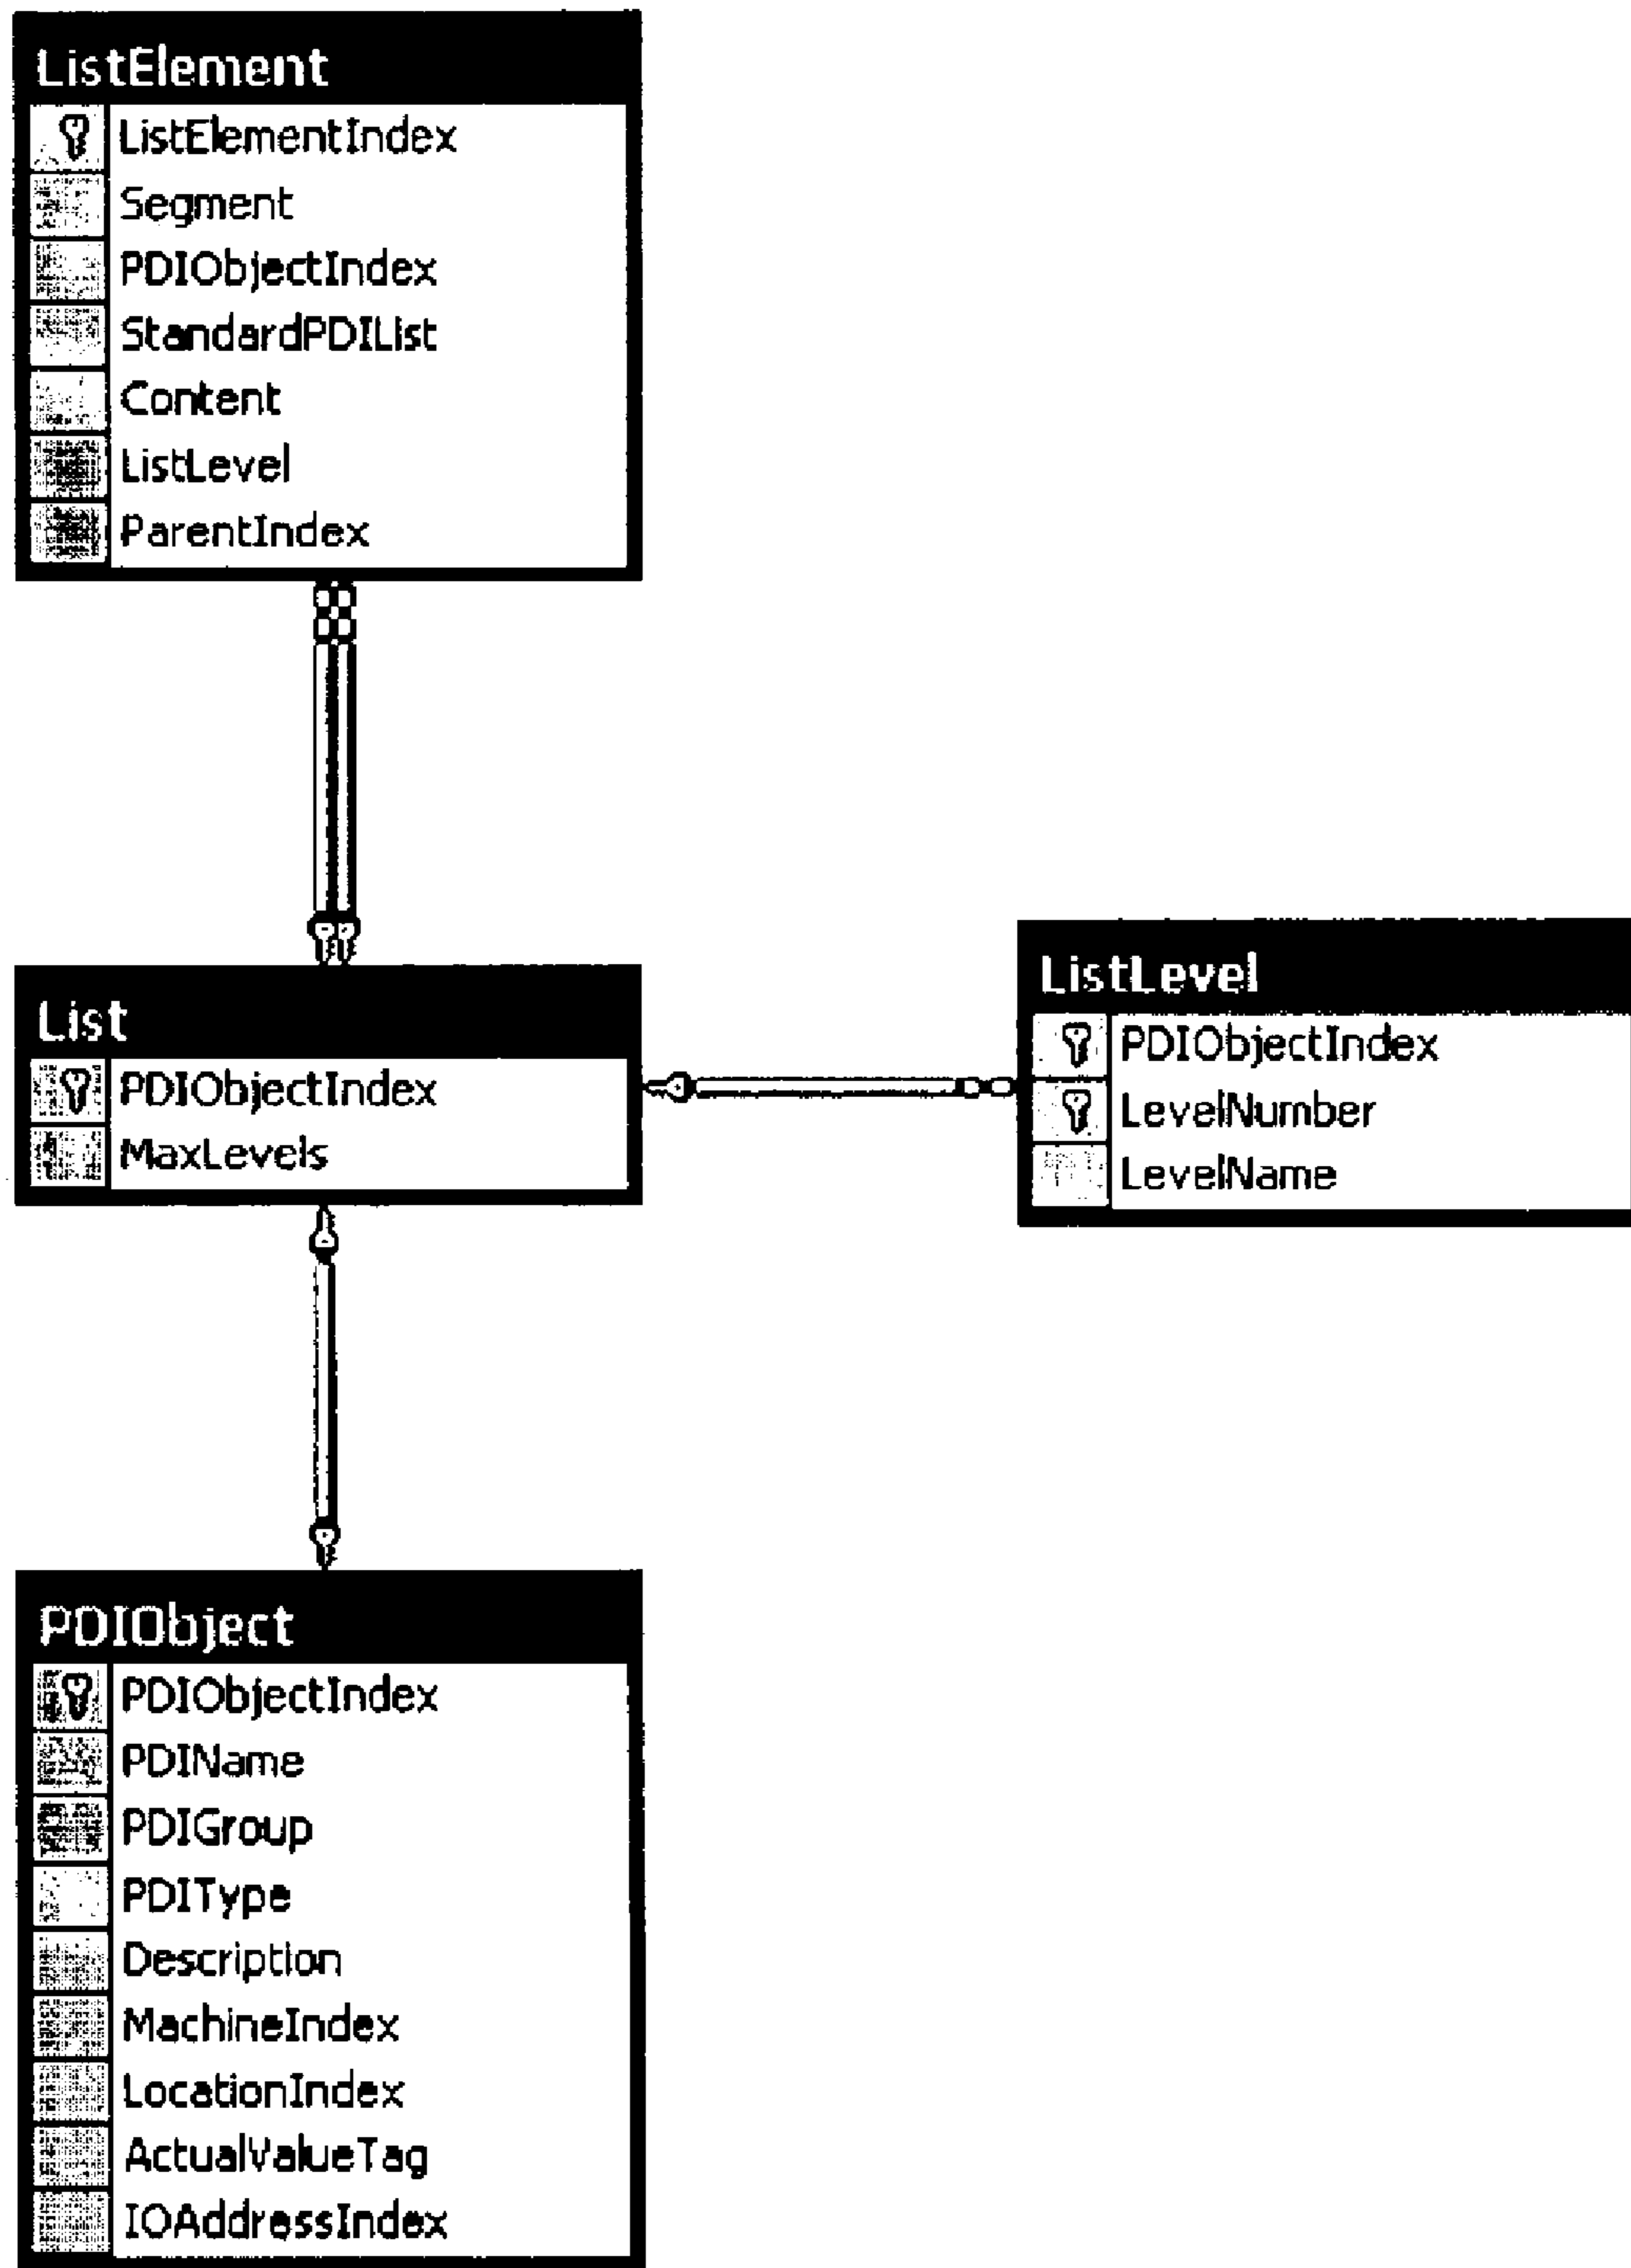 ListElement
ListElementIndex
Segment
PDIObjectIndex
StandardPDIList
Content
ListLevel
ParentIndex
List
PDIObjectIndex
MaxLevels
ListLevel
PDIObjectIndex
LevelNumber
LevelName
PDIObject
PDIObjectIndex
PDIName
PDIGroup
PDIType
Description
MachineIndex
LocationIndex
ActualValueTag
IOAddressIndex